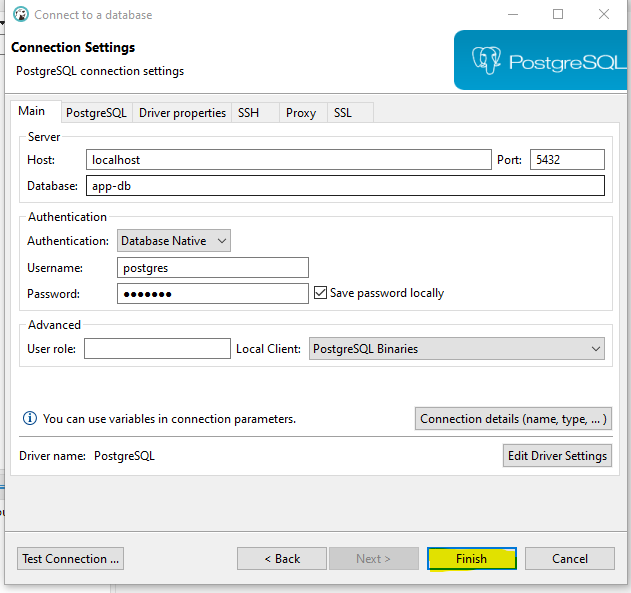 Connect to a database
Connection Settings
PostgreSQL connection settings
PostgreSQL
Main PostgreSQL Driver properties SSH Proxy SSL
Server
Host: localhost Port: 5432
Database: app-db
Authentication
Authentication: Database Native
Username: postgres
Password: ●●●●●●● Save password locally
Advanced
User role: Local Client: PostgreSQL Binaries
You can use variables in connection parameters. Connection details (name, type, ... )
Driver name: PostgreSQL Edit Driver Settings
Test Connection ... < Back Next > Finish Cancel